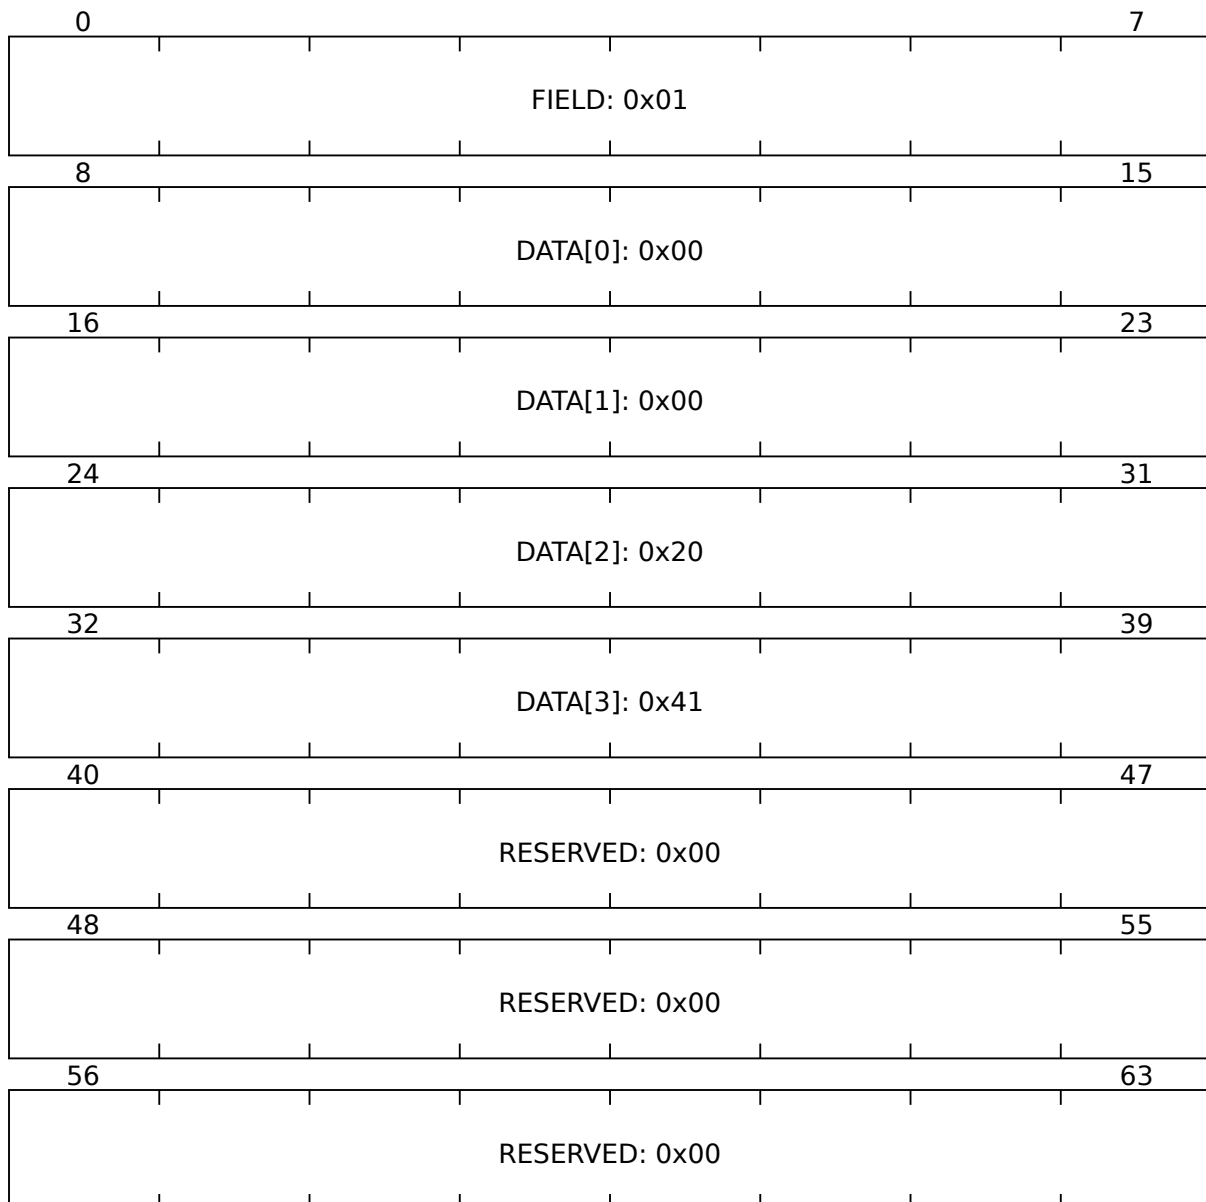 0 7
FIELD: 0x01
8 15
DATA[0]: 0x00
16 23
DATA[1]: 0x00
24 31
DATA[2]: 0x20
32 39
DATA[3]: 0x41
40 47
RESERVED: 0x00
48 55
RESERVED: 0x00
56 63
RESERVED: 0x00